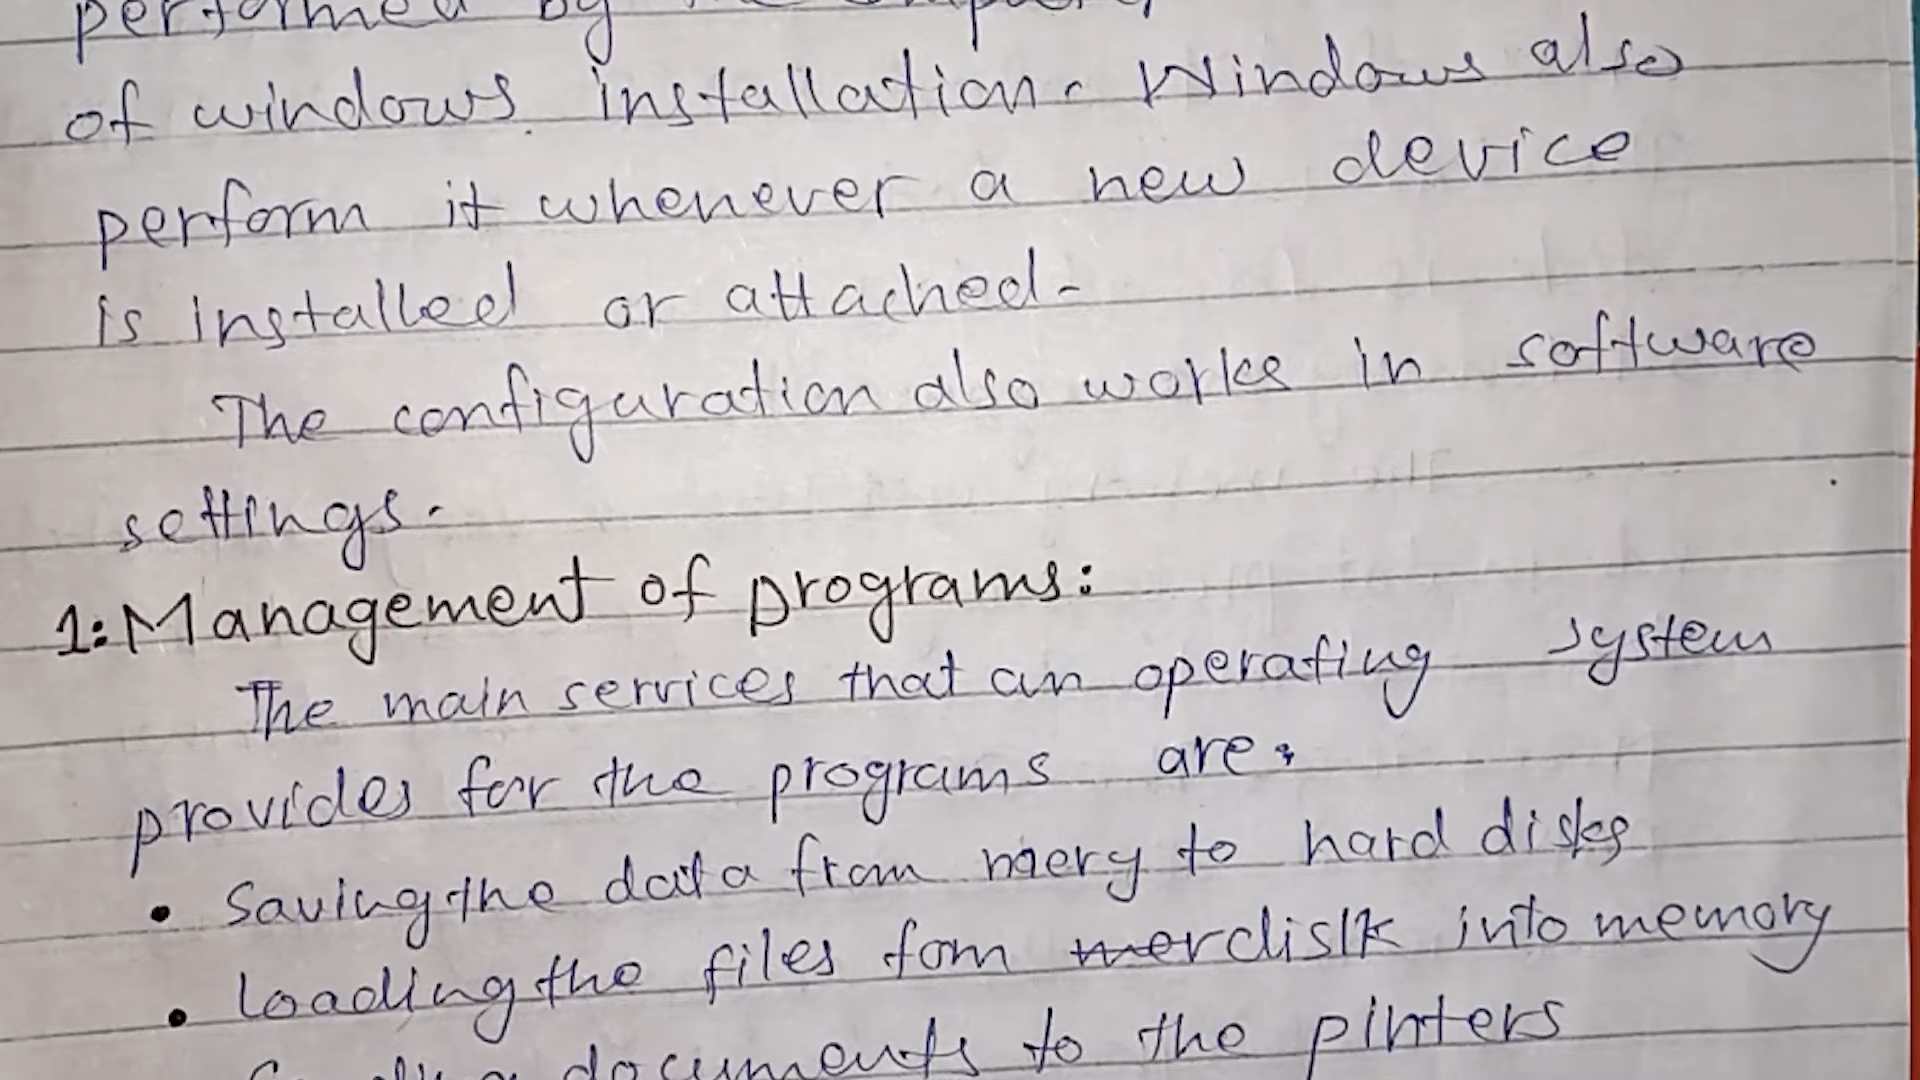 performed by
of windows installation. Windows also
perform it whenever a new device
is installed or attached-
The configuration also works in software
settings.
1: Management of programs:
The main services that an operating system
provides for the programs are:
• Saving the data from mery to hard disks
• Loading the files fom disk into memory
documents to the pinters